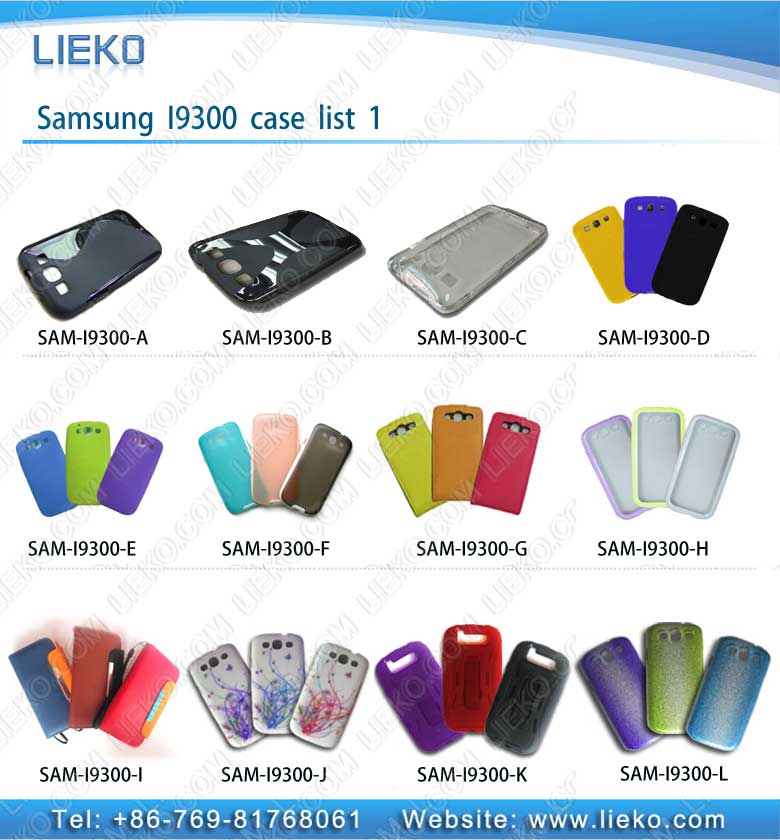 LIEKO
Samsung I9300 case list 1
SAM-I9300-A SAM-I9300-B SAM-I9300-C SAM-I9300-D
SAM-I9300-E SAM-I9300-F SAM-I9300-G SAM-I9300-H
SAM-I9300-I SAM-I9300-J SAM-I9300-K SAM-I9300-L
Tel: +86-769-81768061 Website: www.lieko.com